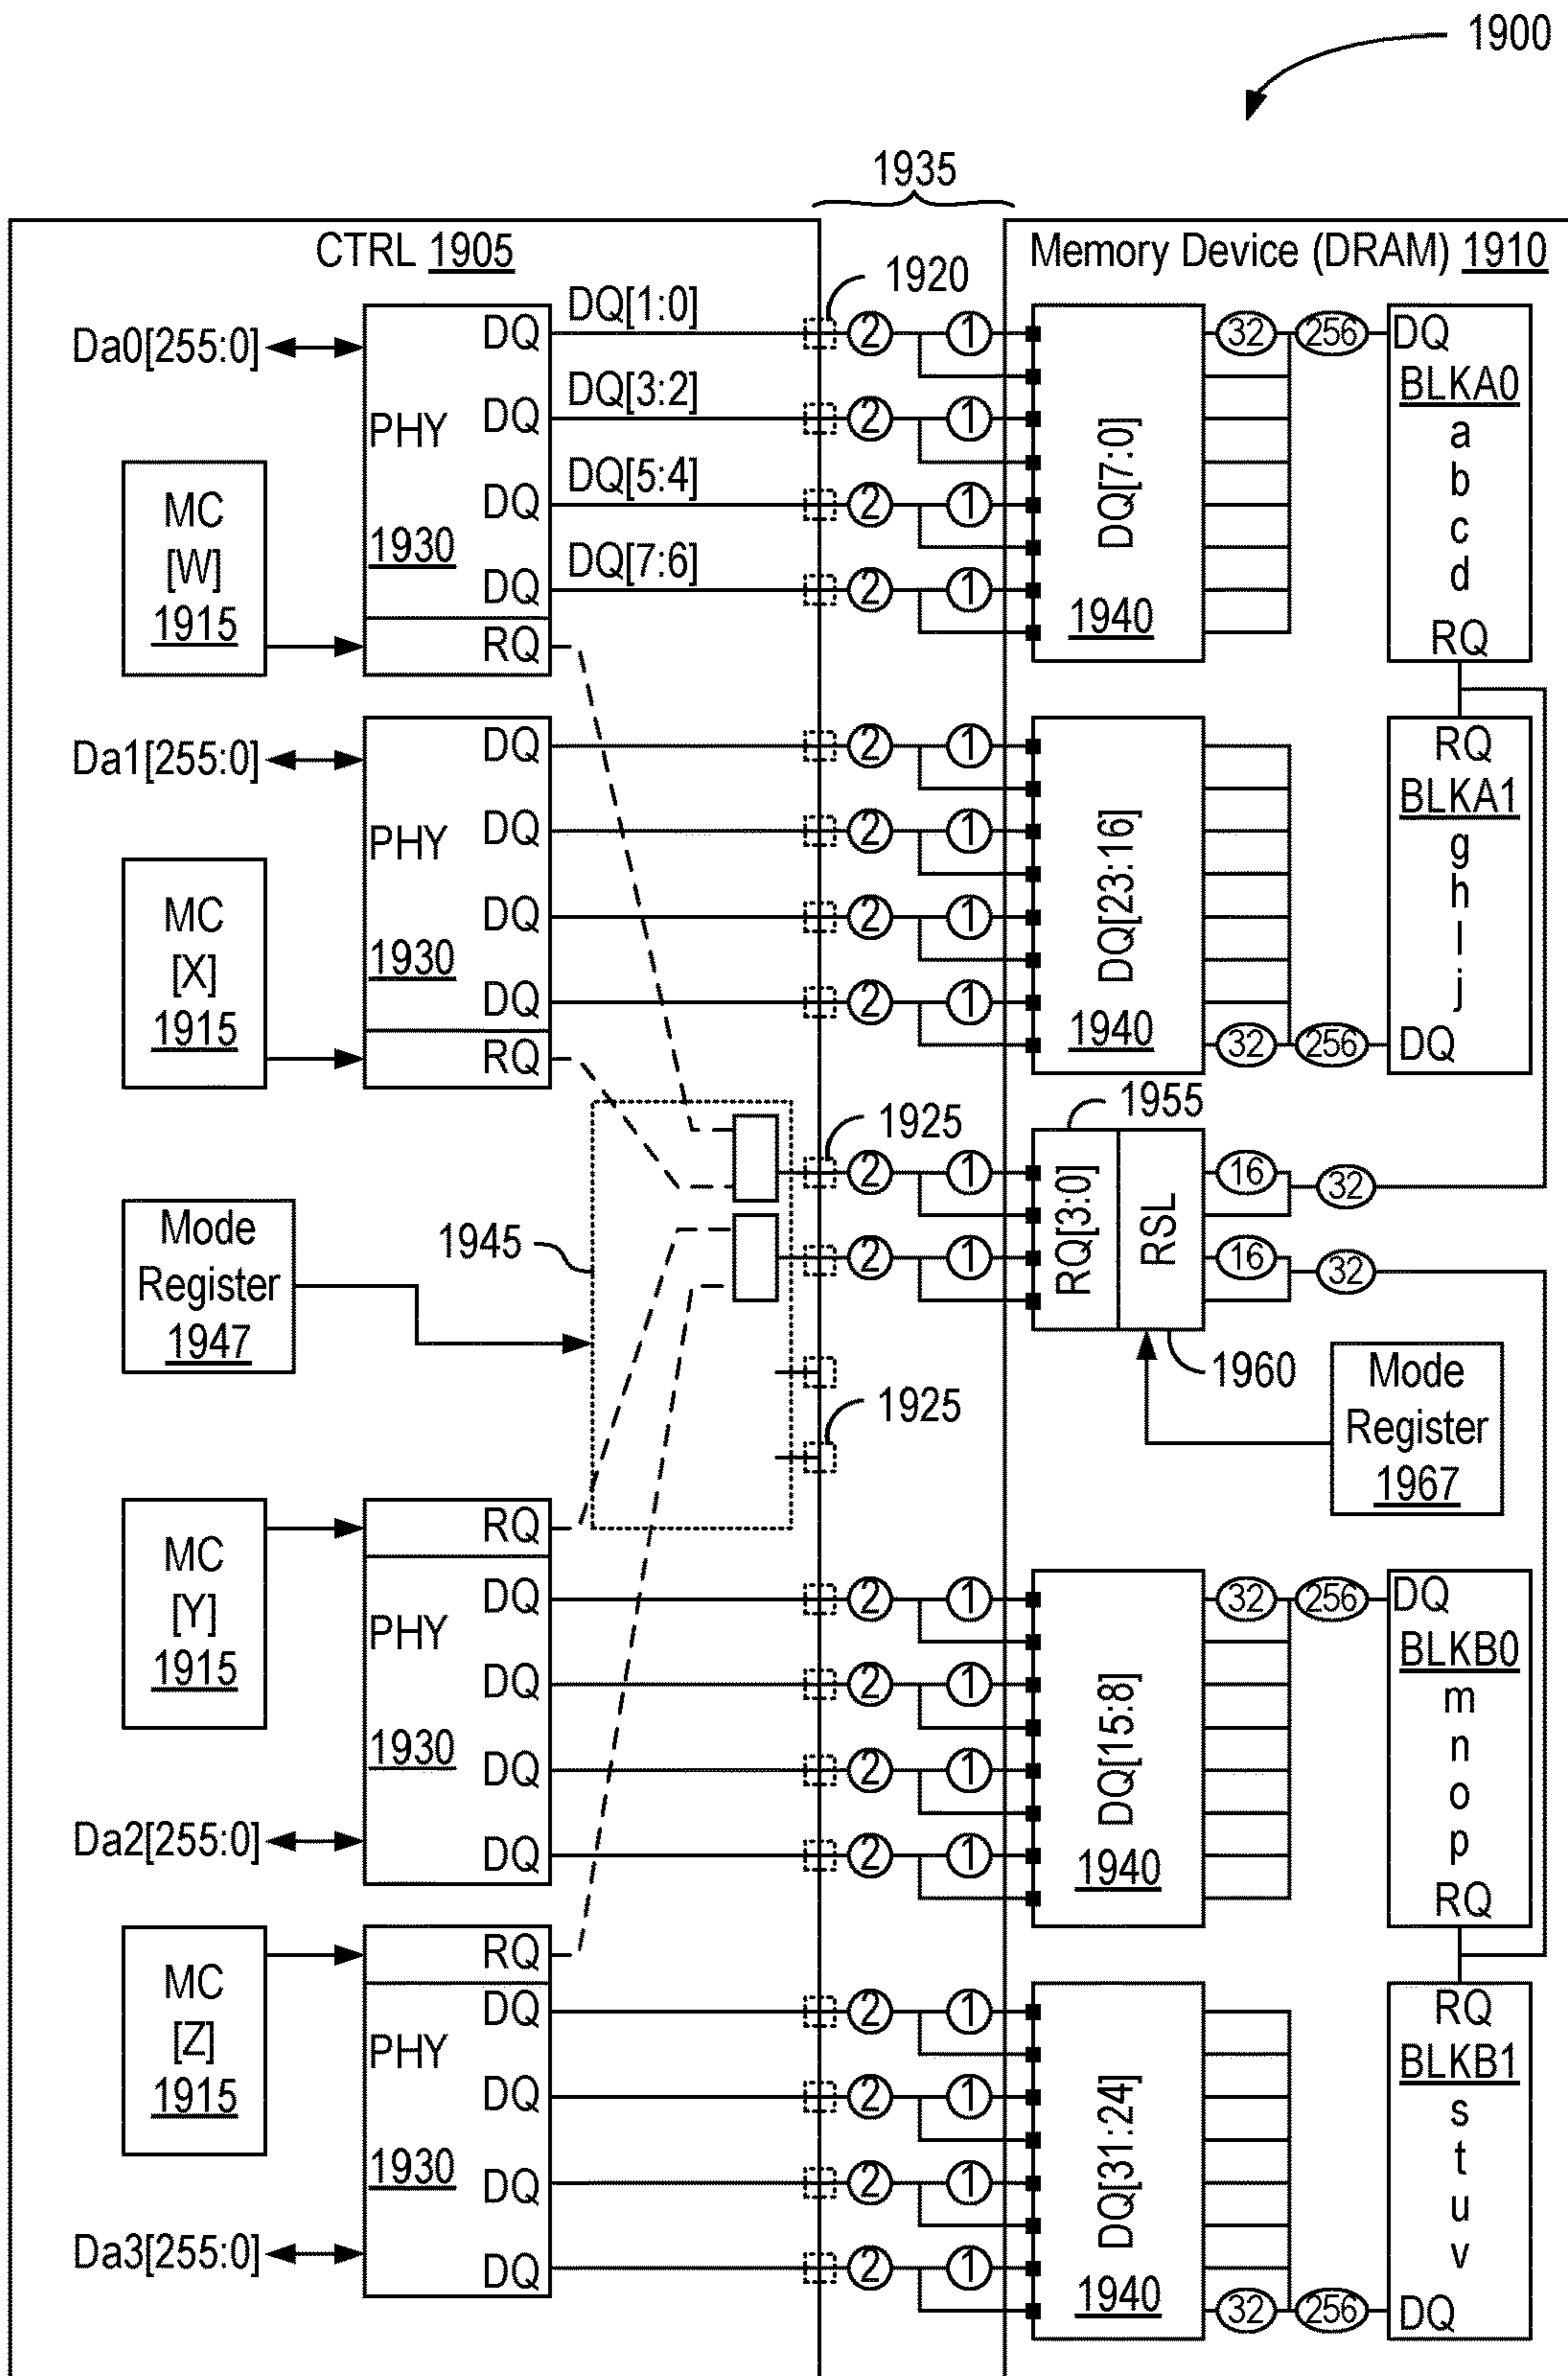 1900
1935
CTRL 1905
Memory Device (DRAM) 1910
1920
Da0[255:0]
PHY
1930
DQ
DQ
DQ
DQ
RQ
DQ[1:0]
DQ[3:2]
DQ[5:4]
DQ[7:6]
MC
[W]
1915
2
1
2
1
2
1
2
1
DQ[7:0]
1940
32
256
DQ
BLKA0
a
b
c
d
RQ
Da1[255:0]
PHY
1930
DQ
DQ
DQ
DQ
RQ
MC
[X]
1915
2
1
2
1
2
1
2
1
DQ[23:16]
1940
32
256
RQ
BLKA1
g
h
l
j
DQ
1955
1925
2
1
2
1
RQ[3:0]
RSL
16
32
16
32
1945
Mode
Register
1947
1960
1925
Mode
Register
1967
MC
[Y]
1915
RQ
DQ
PHY
DQ
1930
DQ
DQ
Da2[255:0]
2
1
2
1
2
1
2
1
DQ[15:8]
1940
32
256
DQ
BLKB0
m
n
o
p
RQ
MC
[Z]
1915
RQ
DQ
PHY
DQ
1930
DQ
DQ
Da3[255:0]
2
1
2
1
2
1
2
1
DQ[31:24]
1940
32
256
RQ
BLKB1
s
t
u
v
DQ